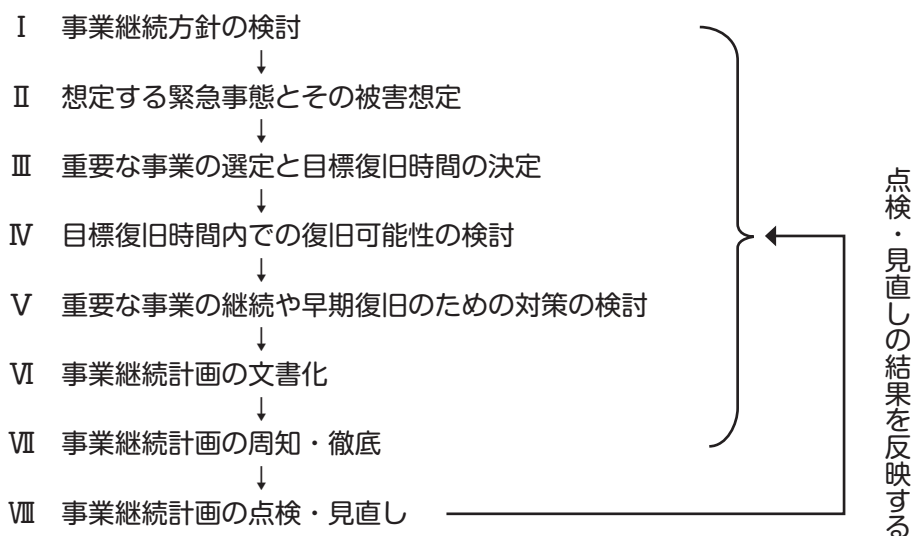 Ⅰ 事業継続方針の検討
↓
Ⅱ 想定する緊急事態とその被害想定
↓
Ⅲ 重要な事業の選定と目標復旧時間の決定
↓
Ⅳ 目標復旧時間内での復旧可能性の検討
↓
Ⅴ 重要な事業の継続や早期復旧のための対策の検討
↓
Ⅵ 事業継続計画の文書化
↓
Ⅶ 事業継続計画の周知・徹底
↓
Ⅷ 事業継続計画の点検・見直し
点検・見直しの結果を反映する